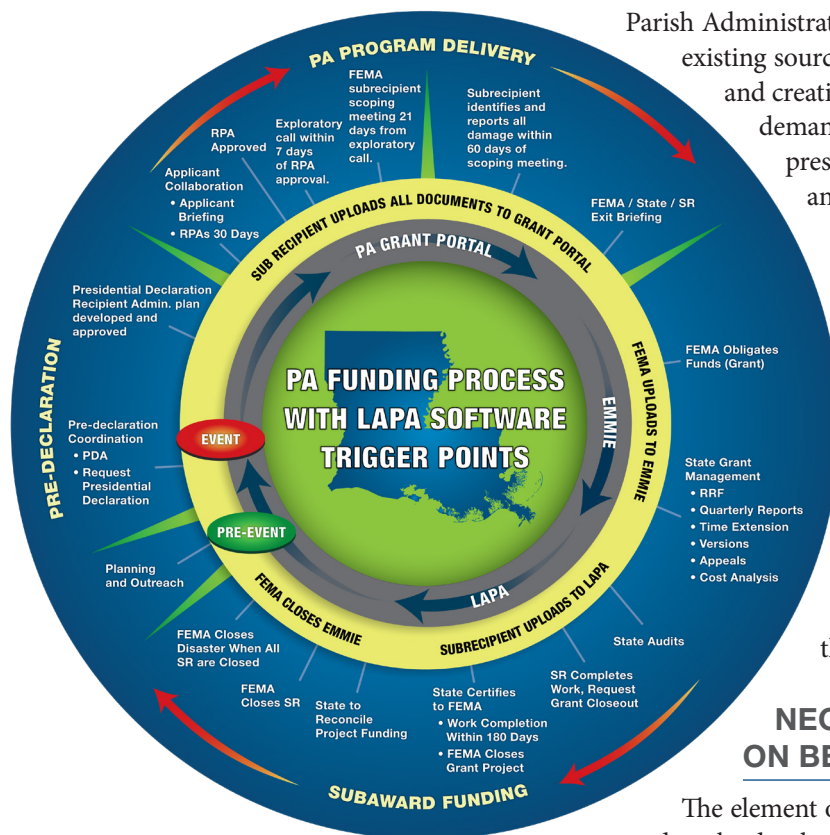 PA PROGRAM DELIVERY
FEMA
subrecipient
scoping
meeting 21
days from
exploratory
call.
Exploratory
call within
7 days
of RPA
approval.
RPA
Approved
Applicant
Collaboration
• Applicant
Briefing
• RPAs 30 Days
Subrecipient
identifies and
reports all
damage within
60 days of
scoping meeting.
FEMA / State / SR
Exit Briefing
SUB RECIPIENT UPLOADS ALL DOCUMENTS TO GRANT PORTAL
PA GRANT PORTAL
Presidential Declaration
Recipient Admin. plan
developed and
approved
PRE-DECLARATION
Pre-declaration
Coordination
• PDA
• Request
Presidential
Declaration
EVENT
PRE-EVENT
Planning
and Outreach
PA FUNDING PROCESS
WITH LAPA SOFTWARE
TRIGGER POINTS
EMMIE
FEMA UPLOADS TO EMMIE
FEMA Obligates
Funds (Grant)
State Grant
Management
• RRF
• Quarterly Reports
• Time Extension
• Versions
• Appeals
• Cost Analysis
State Audits
SR Completes
Work, Request
Grant Closeout
LAPA
SUBRECIPIENT UPLOADS TO LAPA
FEMA CLOSES EMMIE
State Certifies
to FEMA
• Work Completion
Within 180 Days
• FEMA Closes
Grant Project
State to
Reconcile
Project Funding
FEMA
Closes SR
FEMA Closes
Disaster When All
SR are Closed
SUBAWARD FUNDING
Parish Administrat
existing sourc
and creati
deman
pres
an
th
NEC
ON BE
The element o